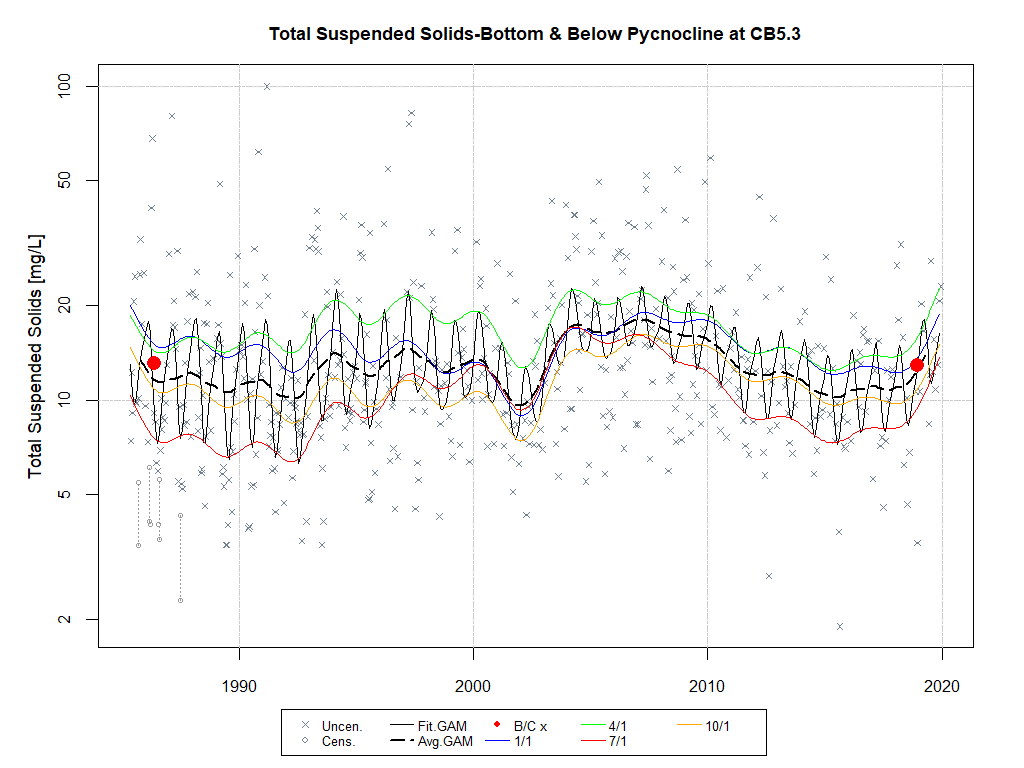 Total Suspended Solids-Bottom & Below Pycnocline at CB5.3
Total Suspended Solids [mg/L]
100
50
20
10
5
2
1990 2000 2010 2020
Uncen. Fit.GAM B/C x 4/1 10/1
Cens. Avg.GAM 1/1 7/1